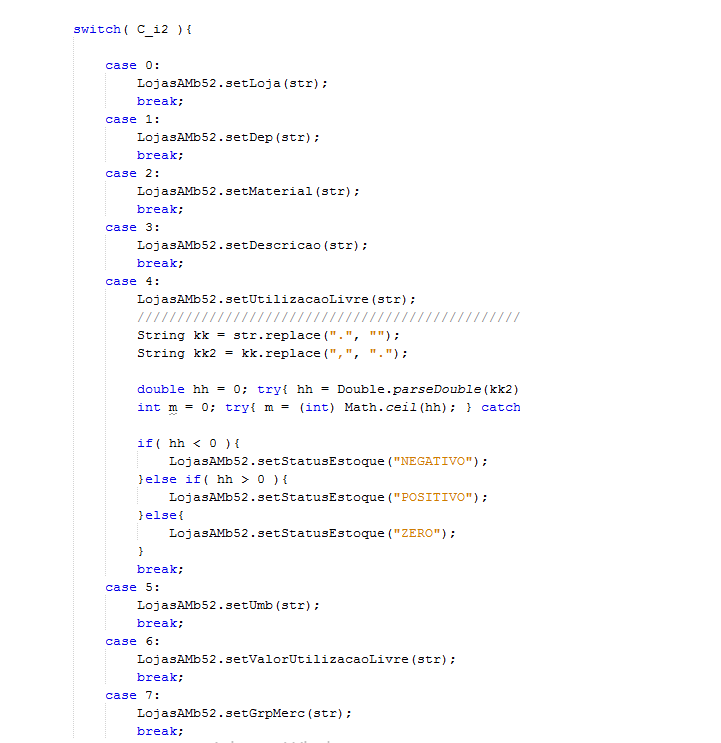 switch( C_i2 ){
case 0:
LojasAMb52.setLoja(str);
break;
case 1:
LojasAMb52.setDep(str);
break;
case 2:
LojasAMb52.setMaterial(str);
break;
case 3:
LojasAMb52.setDescricao(str);
break;
case 4:
LojasAMb52.setUtilizacaoLivre(str);
////////////////////////////////////////////////
String kk = str.replace(".", "");
String kk2 = kk.replace(",", ".");
double hh = 0; try{ hh = Double.parseDouble(kk2)
int m = 0; try{ m = (int) Math.ceil(hh); } catch
if( hh < 0 ){
LojasAMb52.setStatusEstoque("NEGATIVO");
}else if( hh > 0 ){
LojasAMb52.setStatusEstoque("POSITIVO");
}else{
LojasAMb52.setStatusEstoque("ZERO");
}
break;
case 5:
LojasAMb52.setUmb(str);
break;
case 6:
LojasAMb52.setValorUtilizacaoLivre(str);
break;
case 7:
LojasAMb52.setGrpMerc(str);
break;